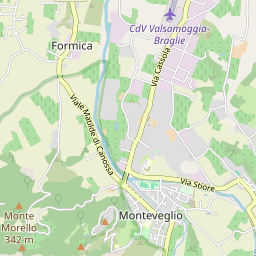 CdV Valsamoggia-
Braglie
Formica
Via Cassola
Viale Matilde di Canossa
Via Stiore
Monte
Morello
342 m.
Monteveglio